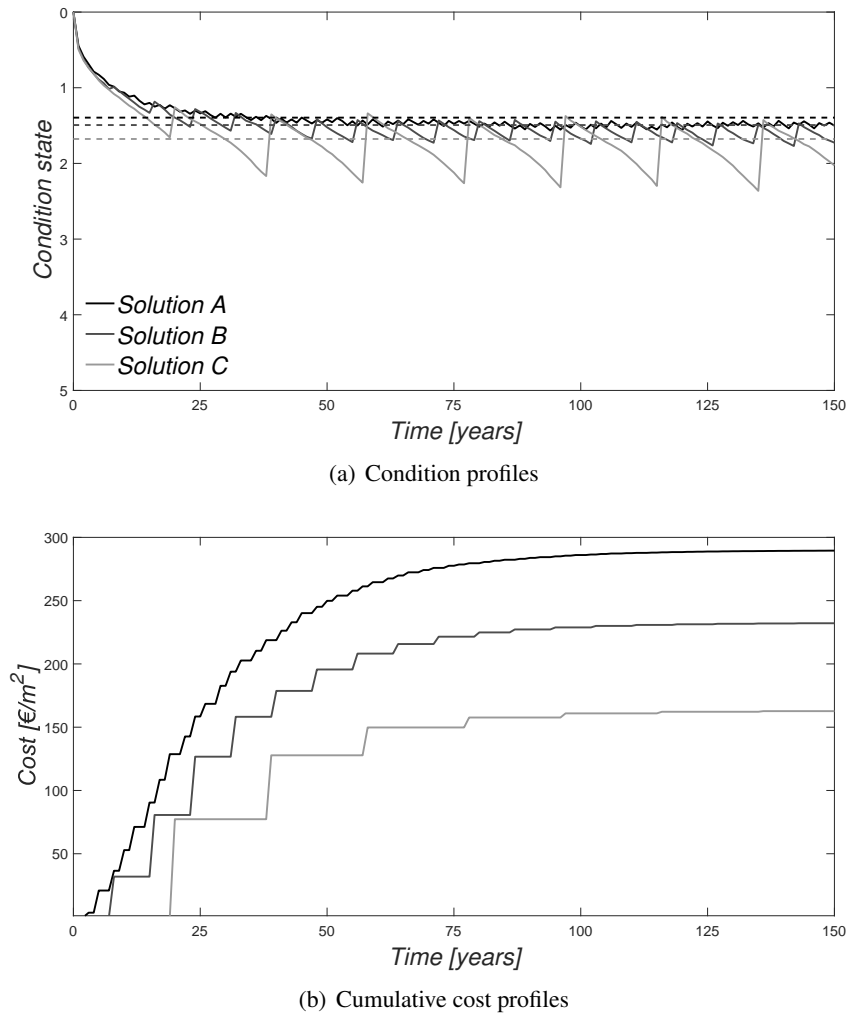 0
1
2
3
4
5
Condition state
Solution A
Solution B
Solution C
0 25 50 75 100 125 150
Time [years]
(a) Condition profiles
300
250
200
150
100
50
Cost [€/m²]
0 25 50 75 100 125 150
Time [years]
(b) Cumulative cost profiles